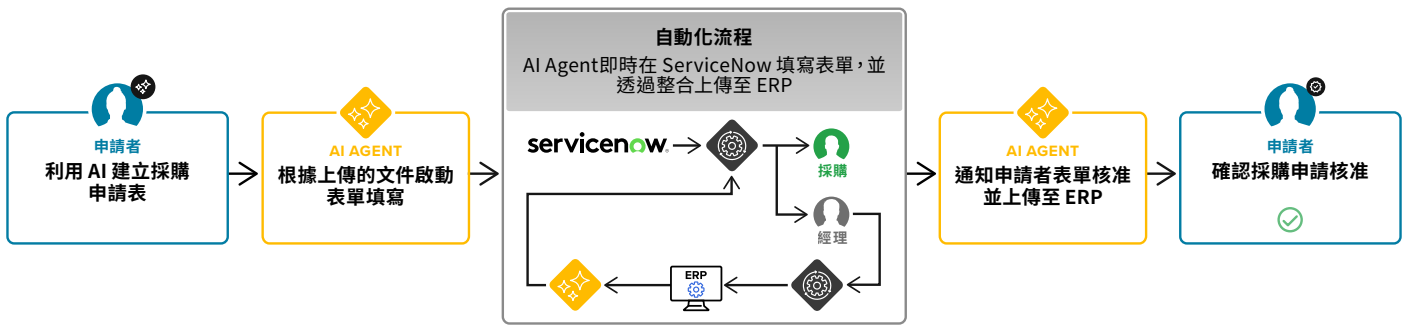 申請者
利用 AI 建立採購
申請表
AI AGENT
根據上傳的文件啟動
表單填寫
自動化流程
AI Agent即時在 ServiceNow 填寫表單，並
透過整合上傳至 ERP
servicenow
採購
經理
ERP
AI AGENT
通知申請者表單核准
並上傳至 ERP
申請者
確認採購申請核准